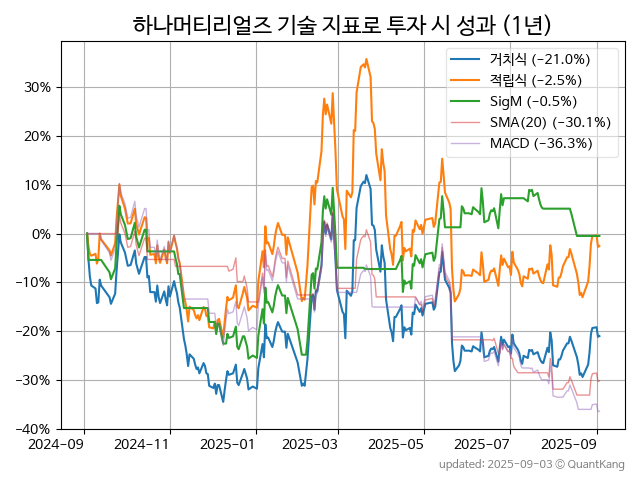 하나머티리얼즈 기술 지표로 투자 시 성과 (1년)
거치식 (−21.0%)
적립식 (−2.5%)
SigM (−0.5%)
SMA(20) (−30.1%)
MACD (−36.3%)
30%
20%
10%
0%
−10%
−20%
−30%
−40%
2024-09 2024-11 2025-01 2025-03 2025-05 2025-07 2025-09
updated: 2025-09-03 © QuantKang